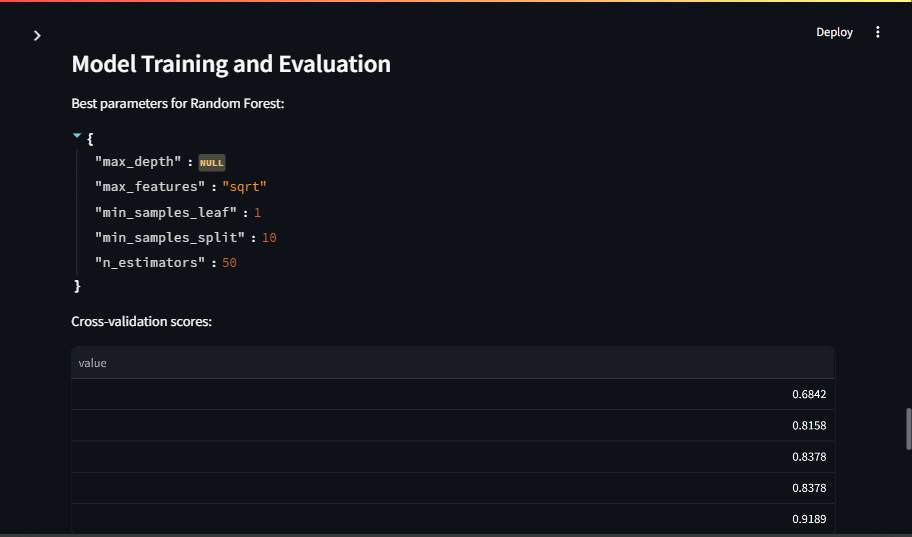 Deploy
Model Training and Evaluation
Best parameters for Random Forest:
{
"max_depth" : NULL
"max_features" : "sqrt"
"min_samples_leaf" : 1
"min_samples_split" : 10
"n_estimators" : 50
}
Cross-validation scores:
value
0.6842
0.8158
0.8378
0.8378
0.9189